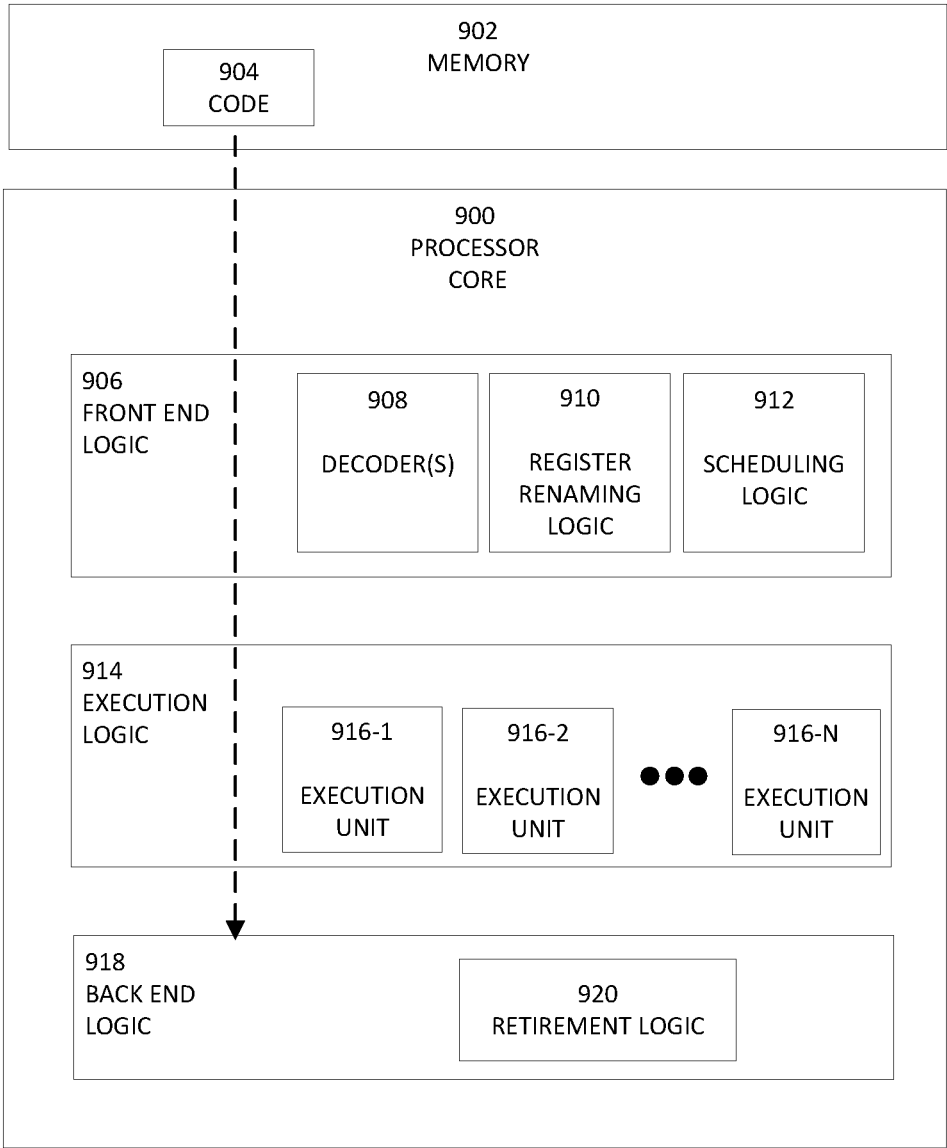 902
MEMORY
904
CODE
900
PROCESSOR
CORE
906
FRONT END
LOGIC
908
DECODER(S)
910
REGISTER
RENAMING
LOGIC
912
SCHEDULING
LOGIC
914
EXECUTION
LOGIC
916-1
EXECUTION
UNIT
916-2
EXECUTION
UNIT
916-N
EXECUTION
UNIT
918
BACK END
LOGIC
920
RETIREMENT LOGIC